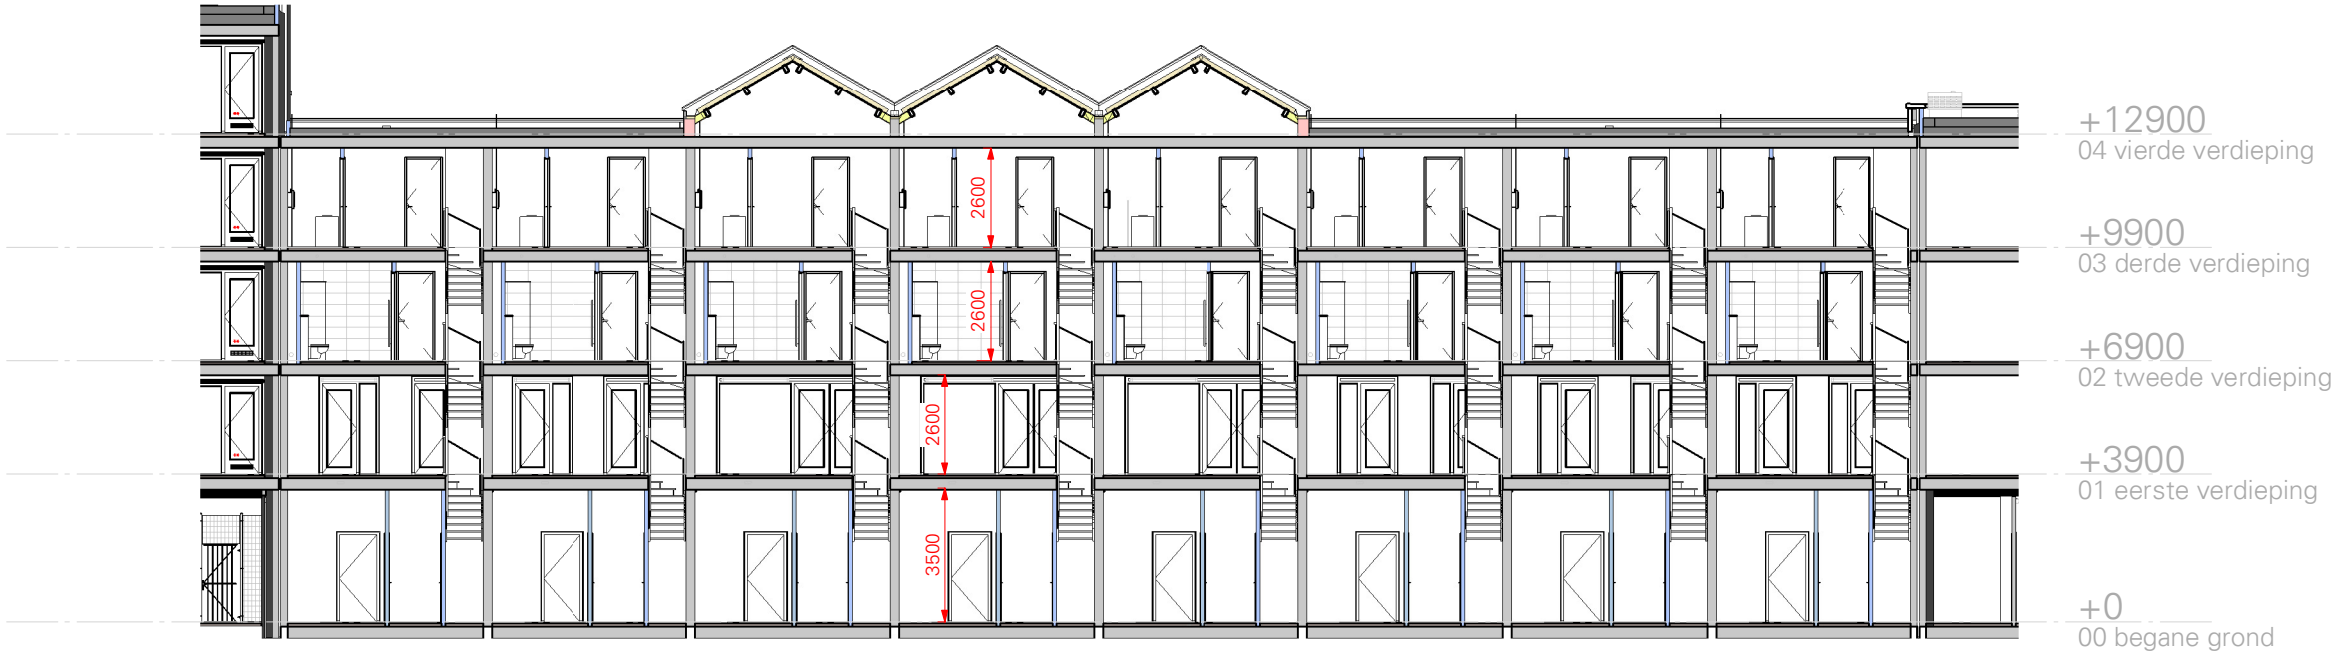 +12900
04 vierde verdieping
2600
+9900
03 derde verdieping
2600
+6900
02 tweede verdieping
2600
+3900
01 eerste verdieping
3500
+0
00 begane grond